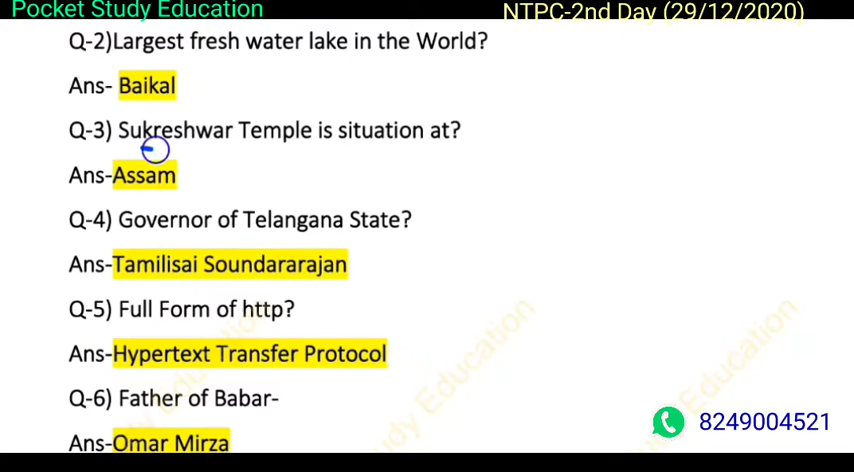 Pocket Study Education
NTPC-2nd Day (29/12/2020)
Q-2)Largest fresh water lake in the World?
Ans- Baikal
Q-3) Sukreshwar Temple is situation at?
Ans-Assam
Q-4) Governor of Telangana State?
Ans-Tamilisai Soundararajan
Q-5) Full Form of http?
Ans-Hypertext Transfer Protocol
Q-6) Father of Babar-
Ans-Omar Mirza
8249004521